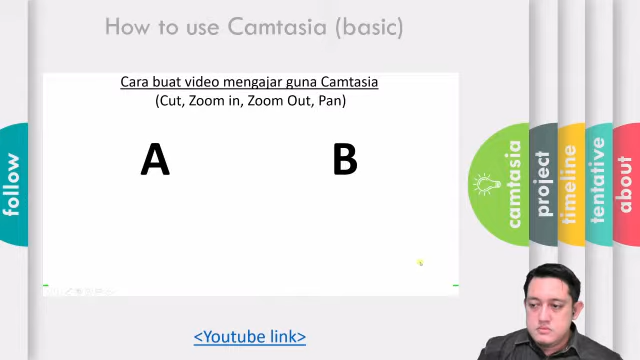 How to use Camtasia (basic)
Cara buat video mengajar guna Camtasia
(Cut, Zoom in, Zoom Out, Pan)
A B
<Youtube link>
follow
camtasia
project
timeline
tentative
about